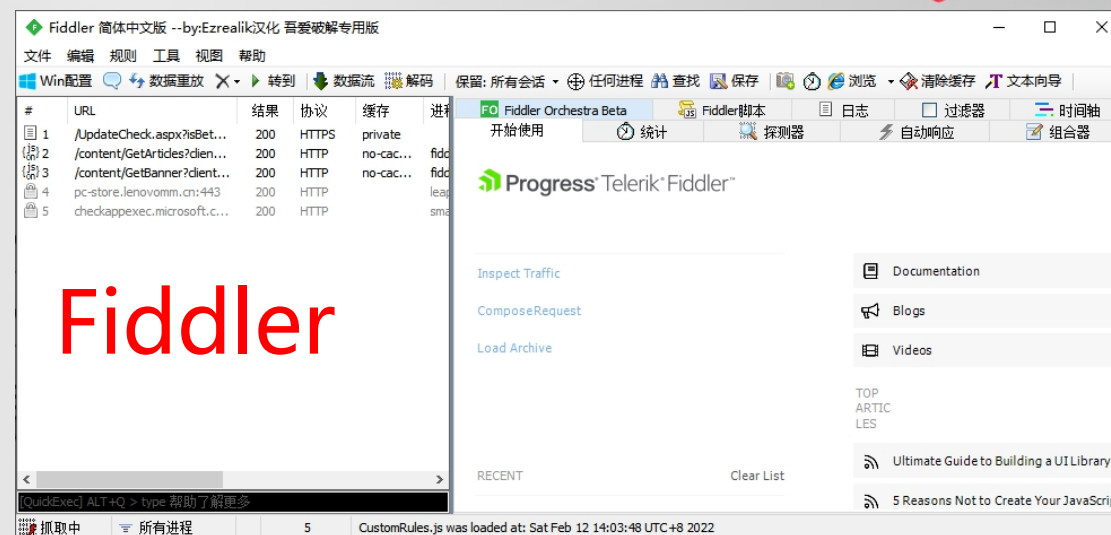 Fiddler 简体中文版 --by:Ezrealik汉化 吾爱破解专用版
文件 编辑 规则 工具 视图 帮助
Win配置 数据重放 转到 数据流 解码 保留: 所有会话 任何进程 查找 保存 浏览 清除缓存 文本向导
# URL 结果 协议 缓存 进程
1 /UpdateCheck.aspx?isBet... 200 HTTPS private
2 /content/GetArticles?clien... 200 HTTP no-cac... fidd
3 /content/GetBanner?client... 200 HTTP no-cac... fidd
4 pc-store.lenovomm.cn:443 200 HTTP leap
5 checkappexec.microsoft.c... 200 HTTP sma
Fiddler
[QuickExec] ALT+Q > type 帮助了解更多
FO Fiddler Orchestra Beta Fiddler脚本 日志 过滤器 时间轴
开始使用 统计 探测器 自动响应 组合器
Progress Telerik Fiddler
Inspect Traffic
Compose Request
Load Archive
RECENT Clear List
Documentation
Blogs
Videos
TOP
ARTIC
LES
Ultimate Guide to Building a UI Library
5 Reasons Not to Create Your JavaScri
抓取中 所有进程 5 CustomRules.js was loaded at: Sat Feb 12 14:03:48 UTC+8 2022